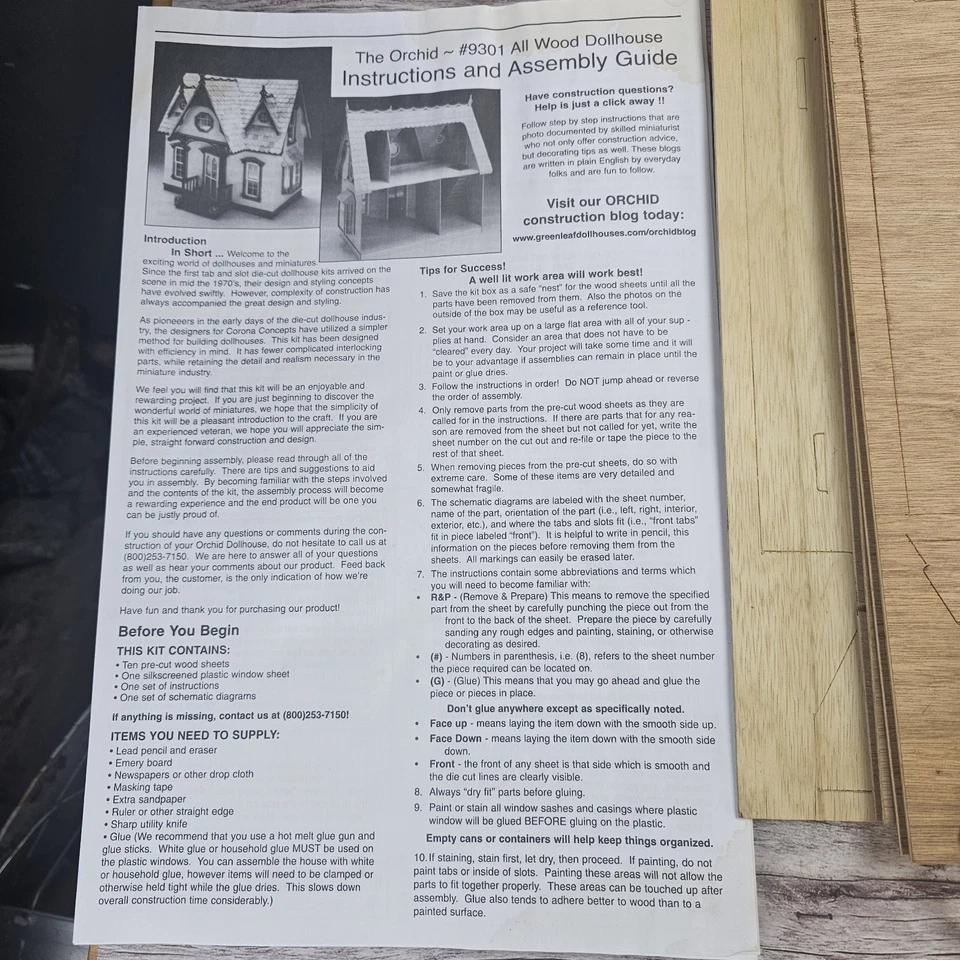 The Orchid ~ #9301 All Wood Dollhouse
Instructions and Assembly Guide
Have construction questions?
Help is just a click away !!
Follow step by step instructions that are
photo documented by skilled miniaturist
who not only offer construction advice,
but decorating tips as well. These blogs
are written in plain English by everyday
folks and are fun to follow.
Visit our ORCHID
construction blog today:
www.greenleafdollhouses.com/orchidblog
Introduction
In Short ... Welcome to the
exciting world of dollhouses and miniatures.
Since the first tab and slot die-cut dollhouse kits arrived on the
scene in mid the 1970's, their design and styling concepts
have evolved swiftly. However, complexity of construction has
always accompanied the great design and styling.
As pioneeers in the early days of the die-cut dollhouse indus-
try, the designers for Corona Concepts have utilized a simpler
method for building dollhouses. This kit has been designed
with efficiency in mind. It has fewer complicated interlocking
parts, while retaining the detail and realism necessary in the
miniature industry.
We feel you will find that this kit will be an enjoyable and
rewarding project. If you are just beginning to discover the
wonderful world of miniatures, we hope that the simplicity of
this kit will be a pleasant introduction to the craft. If you are
an experienced veteran, we hope you will appreciate the sim-
ple, straight forward construction and design.
Before beginning assembly, please read through all of the
instructions carefully. There are tips and suggestions to aid
you in assembly. By becoming familiar with the steps involved
and the contents of the kit, the assembly process will become
a rewarding experience and the end product will be one you
can be justly proud of.
If you should have any questions or comments during the con-
struction of your Orchid Dollhouse, do not hesitate to call us at
(800)253-7150. We are here to answer all of your questions
as well as hear your comments about our product. Feed back
from you, the customer, is the only indication of how we're
doing our job.
Have fun and thank you for purchasing our product!
Before You Begin
THIS KIT CONTAINS:
• Ten pre-cut wood sheets
• One silkscreened plastic window sheet
• One set of instructions
• One set of schematic diagrams
If anything is missing, contact us at (800)253-7150!
ITEMS YOU NEED TO SUPPLY:
• Lead pencil and eraser
• Emery board
• Newspapers or other drop cloth
• Masking tape
• Extra sandpaper
• Ruler or other straight edge
• Sharp utility knife
• Glue (We recommend that you use a hot melt glue gun and
glue sticks. White glue or household glue MUST be used on
the plastic windows. You can assemble the house with white
or household glue, however items will need to be clamped or
otherwise held tight while the glue dries. This slows down
overall construction time considerably.)
Tips for Success!
A well lit work area will work best!
1. Save the kit box as a safe "nest" for the wood sheets until all the
parts have been removed from them. Also the photos on the
outside of the box may be useful as a reference tool.
2. Set your work area up on a large flat area with all of your sup -
plies at hand. Consider an area that does not have to be
"cleared" every day. Your project will take some time and it will
be to your advantage if assemblies can remain in place until the
paint or glue dries.
3. Follow the instructions in order! Do NOT jump ahead or reverse
the order of assembly.
4. Only remove parts from the pre-cut wood sheets as they are
called for in the instructions. If there are parts that for any rea-
son are removed from the sheet but not called for yet, write the
sheet number on the cut out and re-file or tape the piece to the
rest of that sheet.
5. When removing pieces from the pre-cut sheets, do so with
extreme care. Some of these items are very detailed and
somewhat fragile.
6. The schematic diagrams are labeled with the sheet number,
name of the part, orientation of the part (i.e., left, right, interior,
exterior, etc.), and where the tabs and slots fit (i.e., "front tabs"
fit in piece labeled "front"). It is helpful to write in pencil, this
information on the pieces before removing them from the
sheets. All markings can easily be erased later.
7. The instructions contain some abbreviations and terms which
you will need to become familiar with:
• R&P - (Remove & Prepare) This means to remove the specified
part from the sheet by carefully punching the piece out from the
front to the back of the sheet. Prepare the piece by carefully
sanding any rough edges and painting, staining, or otherwise
decorating as desired.
• (#) - Numbers in parenthesis, i.e. (8), refers to the sheet number
the piece required can be located on.
• (G) - (Glue) This means that you may go ahead and glue the
piece or pieces in place.
Don't glue anywhere except as specifically noted.
• Face up - means laying the item down with the smooth side up.
• Face Down - means laying the item down with the smooth side
down.
• Front - the front of any sheet is that side which is smooth and
the die cut lines are clearly visible.
8. Always "dry fit" parts before gluing.
9. Paint or stain all window sashes and casings where plastic
window will be glued BEFORE gluing on the plastic.
Empty cans or containers will help keep things organized.
10. If staining, stain first, let dry, then proceed. If painting, do not
paint tabs or inside of slots. Painting these areas will not allow the
parts to fit together properly. These areas can be touched up after
assembly. Glue also tends to adhere better to wood than to a
painted surface.